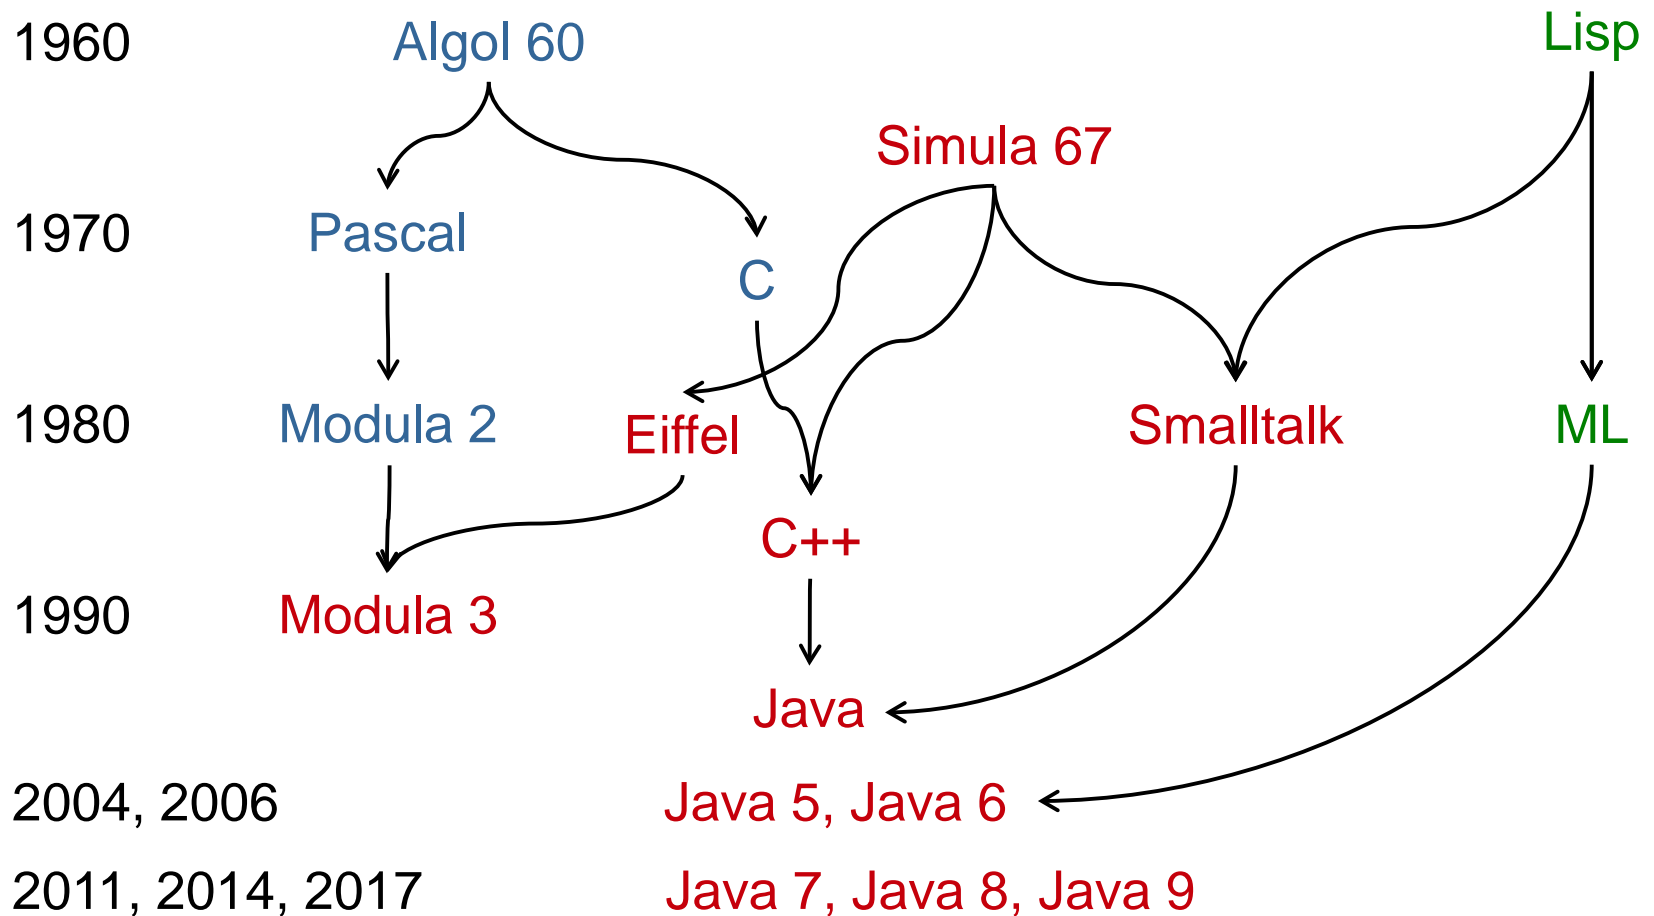 1960 Algol 60 Lisp
Simula 67
1970 Pascal
C
1980 Modula 2 Eiffel Smalltalk ML
C++
1990 Modula 3
Java
2004, 2006 Java 5, Java 6
2011, 2014, 2017 Java 7, Java 8, Java 9